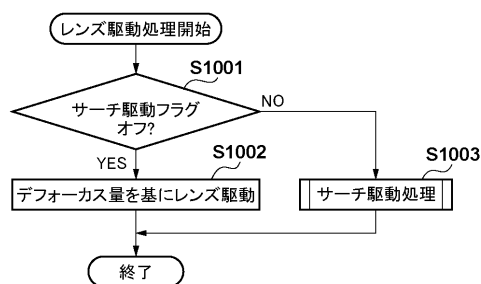 レンズ駆動処理開始
S1001
サーチ駆動フラグ
オフ?
NO
YES
S1002
デフォーカス量を基にレンズ駆動
S1003
サーチ駆動処理
終了